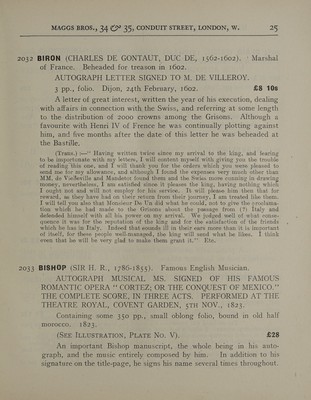 MAGGS BROS., 34 & 35, CONDUIT STREET, LONDON, W. 25
2032 BIRON (CHARLES DE GONTAUT, DUC DE, 1562-1602). Marshal
of France. Beheaded for treason in 1602.
AUTOGRAPH LETTER SIGNED TO M. DE VILLEROY.
3 pp., folio. Dijon, 24th February, 1602. £8 10s
A letter of great interest, written the year of his execution, dealing
with affairs in connection with the Swiss, and referring at some length
to the distribution of 2000 crowns among the Grisons. Although a
favourite with Henri IV of Frence he was continually plotting against
him, and five months after the date of this letter he was beheaded at
the Bastille.
(Trans.) :—" Having written twice since my arrival to the king, and fearing
to be importunate with my letters, I will content myself with giving you the trouble
of reading this one, and I will thank you for the orders which you were pleased to
send me for my allowance, and although I found the expenses very much other than
MM. de Vielleville and Mandelot found them and the Swiss more cunning in drawing
money, nevertheless, I am satisfied since it pleases the king, having nothing which
I ought not and will not employ for his service. It will please him then that for
reward, as they have had on their return from their journey, I am treated like them.
I will tell you also that Monsieur De Un did what he could, not to give the proclama-
tion which he had made to the Grisons about the passage from Italy and
defended himself with all his power on my arrival. We judged well of what conse-
quence it was for the reputation of the king and for the satisfaction of the friends
which he has in Italy. Indeed that sounds ill in their ears more than it is important
of itself, for these people well-managed, the king will need what he likes. I think
even that he will be very glad to make them grant it." Etc.
2033 BISHOP (SIR H. R., 1786-1855). Famous English Musician.
AUTOGRAPH MUSICAL MS. SIGNED OF HIS FAMOUS
ROMANTIC OPERA " CORTEZ; OR THE CONQUEST OF MEXICO."
THE COMPLETE SCORE, IN THREE ACTS. PERFORMED AT THE
THEATRE ROYAL, COVENT GARDEN, 5TH NOV., 1823.
Containing some 350 pp., small oblong folio, bound in old half
morocco. 1823.
(SEE ILLUSTRATION, PLATE NO. V). £28
An important Bishop manuscript, the whole being in his auto-
graph, and the music entirely composed by him. In addition to his
signature on the title-page, he signs his name several times throughout.